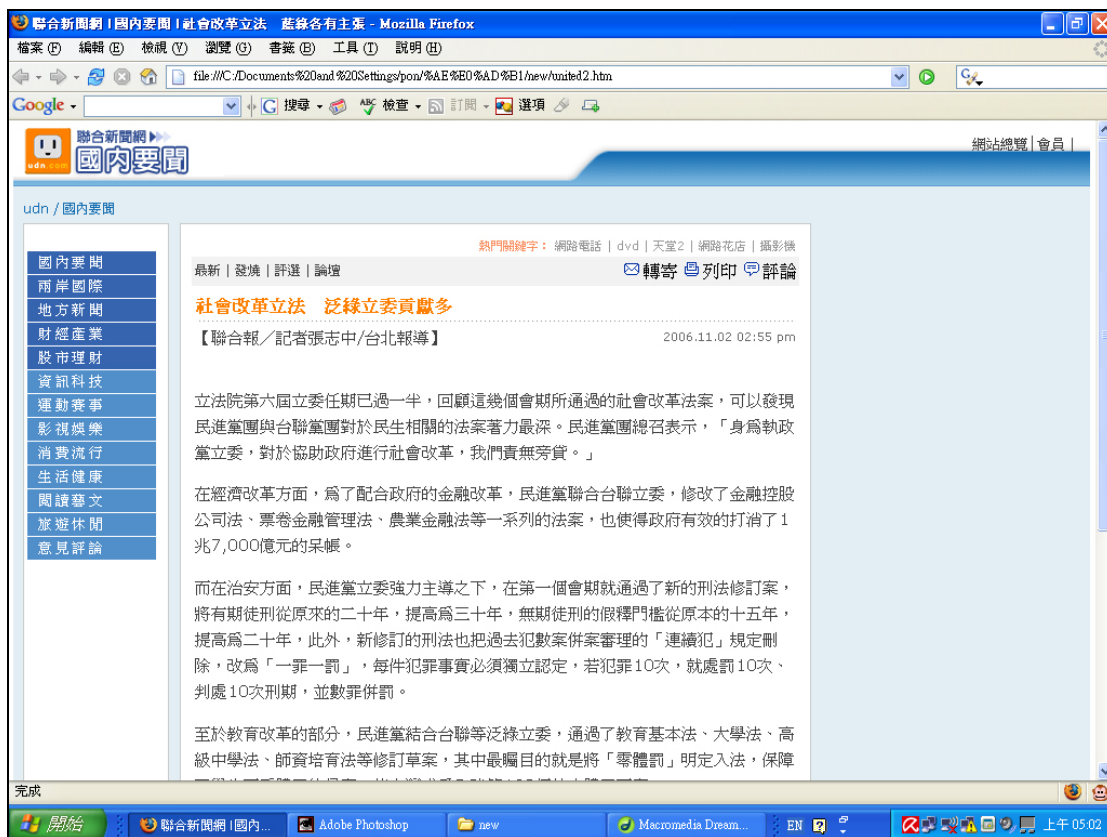 聯合新聞網 | 國內要聞 | 社會改革立法　藍綠各有主張 - Mozilla Firefox
檔案(F) 編輯(E) 檢視(V) 瀏覽(G) 書籤(B) 工具(T) 說明(H)
file:///C:/Documents%20and%20Settings/pon/%AE%E0%AD%B1/new/united2.htm
Google 搜尋 ABC 檢查 訂閱 選項
聯合新聞網
udn.com 國內要聞
網站總覽 | 會員 |
udn / 國內要聞
熱門關鍵字： 網路電話 | dvd | 天堂2 | 網路花店 | 攝影機
最新 | 發燒 | 評選 | 論壇 轉寄 列印 評論
國內要聞
兩岸國際
地方新聞
財經產業
股市理財
資訊科技
運動賽事
影視娛樂
消費流行
生活健康
閱讀藝文
旅遊休閒
意見評論
社會改革立法　泛綠立委貢獻多
【聯合報╱記者張志中/台北報導】 2006.11.02 02:55 pm
立法院第六屆立委任期已過一半，回顧這幾個會期所通過的社會改革法案，可以發現
民進黨團與台聯黨團對於民生相關的法案著力最深。民進黨團總召表示，「身為執政
黨立委，對於協助政府進行社會改革，我們責無旁貸。」
在經濟改革方面，為了配合政府的金融改革，民進黨聯合台聯立委，修改了金融控股
公司法、票卷金融管理法、農業金融法等一系列的法案，也使得政府有效的打消了1
兆7,000億元的呆帳。
而在治安方面，民進黨立委強力主導之下，在第一個會期就通過了新的刑法修訂案，
將有期徒刑從原來的二十年，提高為三十年，無期徒刑的假釋門檻從原本的十五年，
提高為二十年，此外，新修訂的刑法也把過去犯數案併案審理的「連續犯」規定刪
除，改為「一罪一罰」，每件犯罪事實必須獨立認定，若犯罪10次，就處罰10次、
判處10次刑期，並數罪併罰。
至於教育改革的部分，民進黨結合台聯等泛綠立委，通過了教育基本法、大學法、高
級中學法、師資培育法等修訂草案，其中最矚目的就是將「零體罰」明定入法，保障
完成
開始 聯合新聞網 | 國內... Adobe Photoshop new Macromedia Dream... EN 上午 05:02